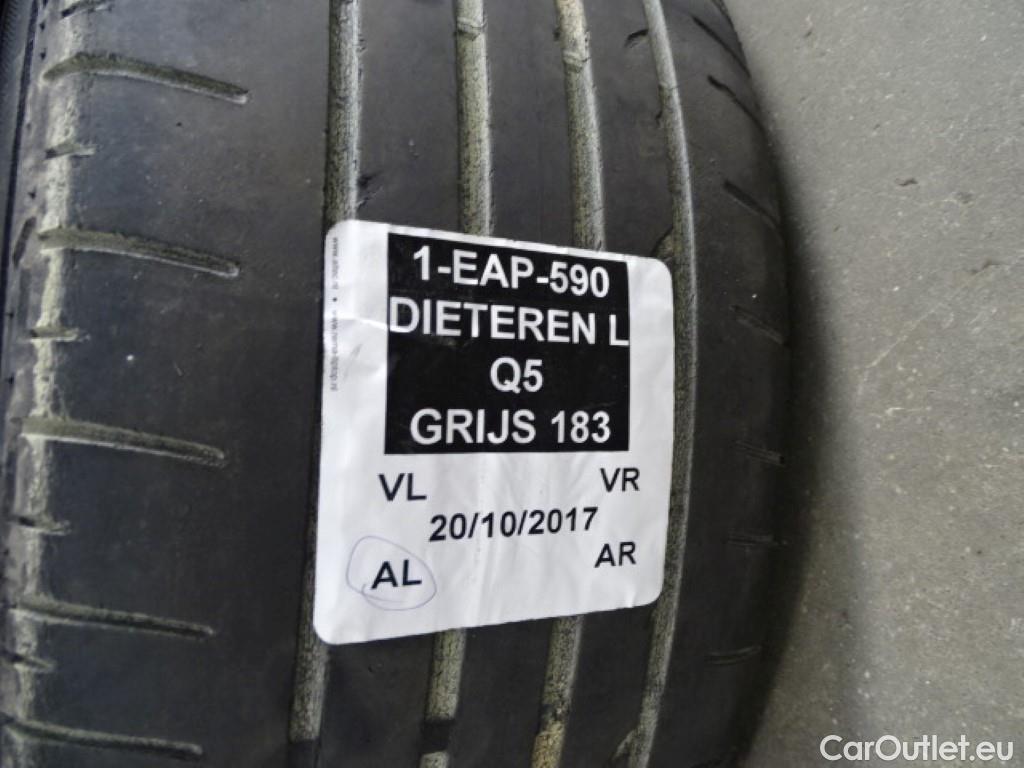 1-EAP-590
DIETEREN L
Q5
GRIJS 183
VL VR
20/10/2017
AL AR
CarOutlet.eu